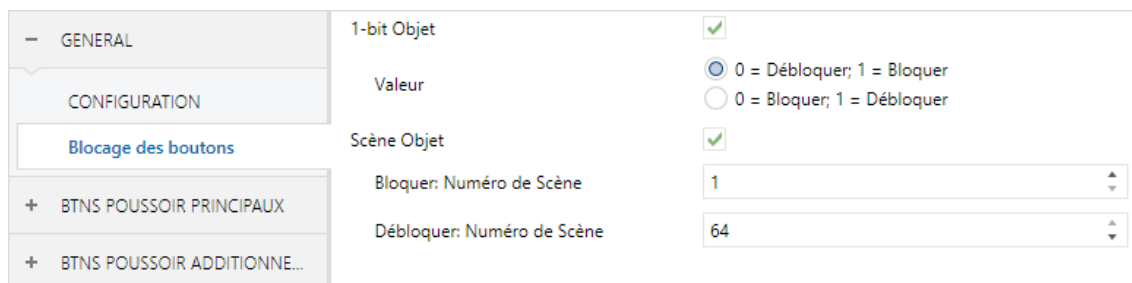 GENERAL
CONFIGURATION
Blocage des boutons
BTNS POUSSOIR PRINCIPAUX
BTNS POUSSOIR ADDITIONNE...
1-bit Objet
Valeur
0 = Débloquer; 1 = Bloquer
0 = Bloquer; 1 = Débloquer
Scène Objet
Bloquer: Numéro de Scène
1
Débloquer: Numéro de Scène
64